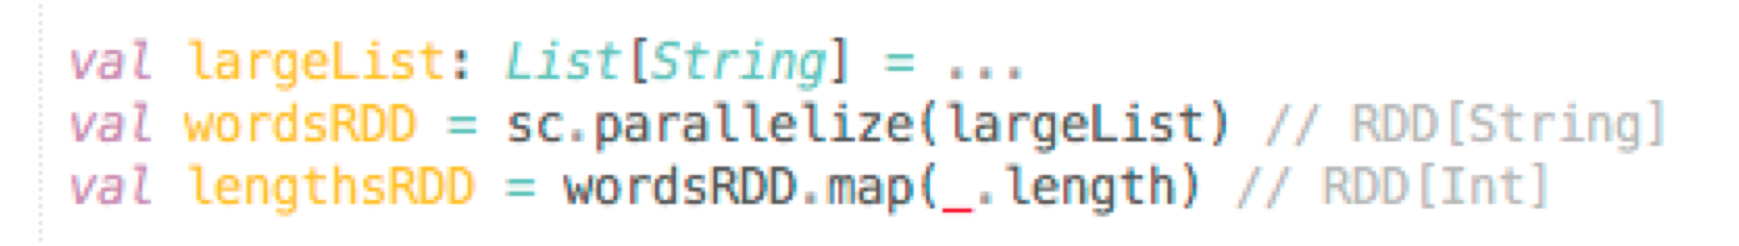 val largeList: List[String] = ...
val wordsRDD = sc.parallelize(largeList) // RDD[String]
val lengthsRDD = wordsRDD.map(_.length) // RDD[Int]